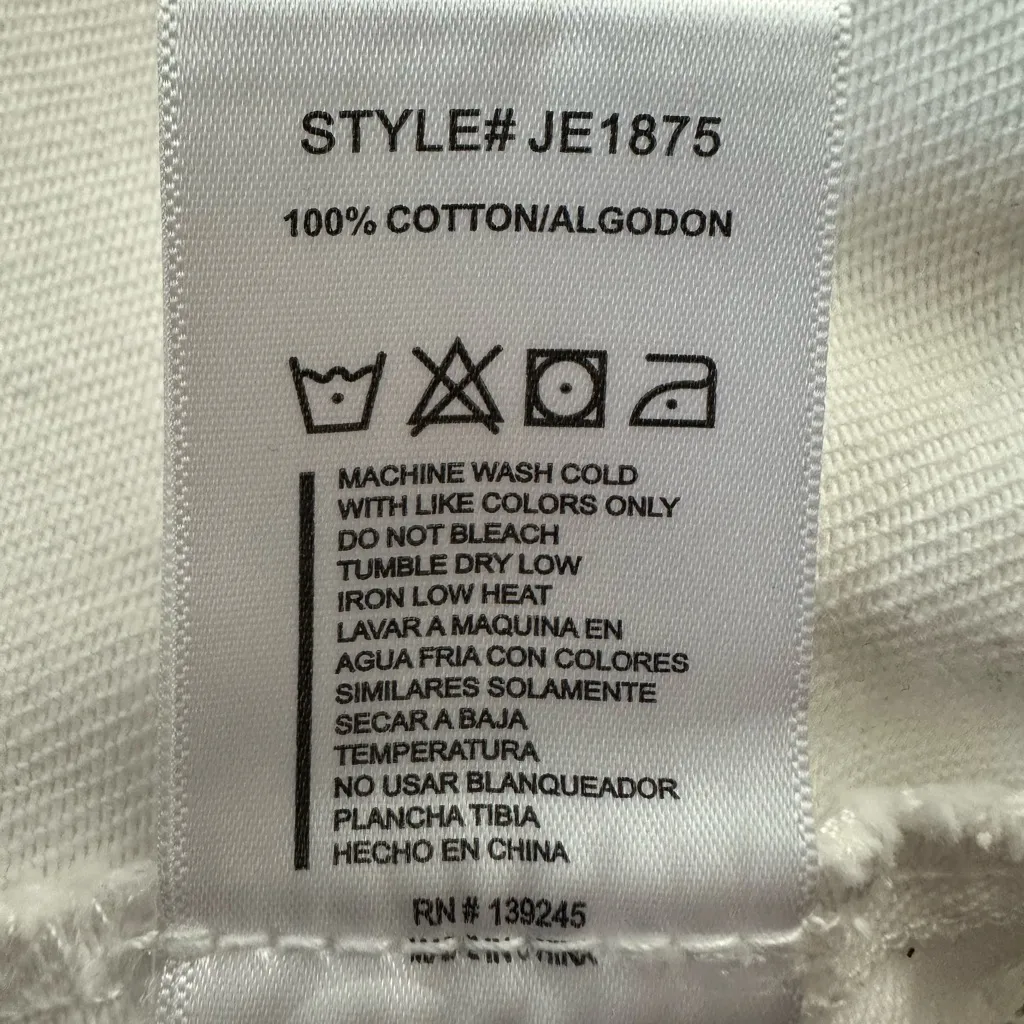 STYLE# JE1875
100% COTTON/ALGODON
MACHINE WASH COLD
WITH LIKE COLORS ONLY
DO NOT BLEACH
TUMBLE DRY LOW
IRON LOW HEAT
LAVAR A MAQUINA EN
AGUA FRIA CON COLORES
SIMILARES SOLAMENTE
SECAR A BAJA
TEMPERATURA
NO USAR BLANQUEADOR
PLANCHA TIBIA
HECHO EN CHINA
RN # 139245